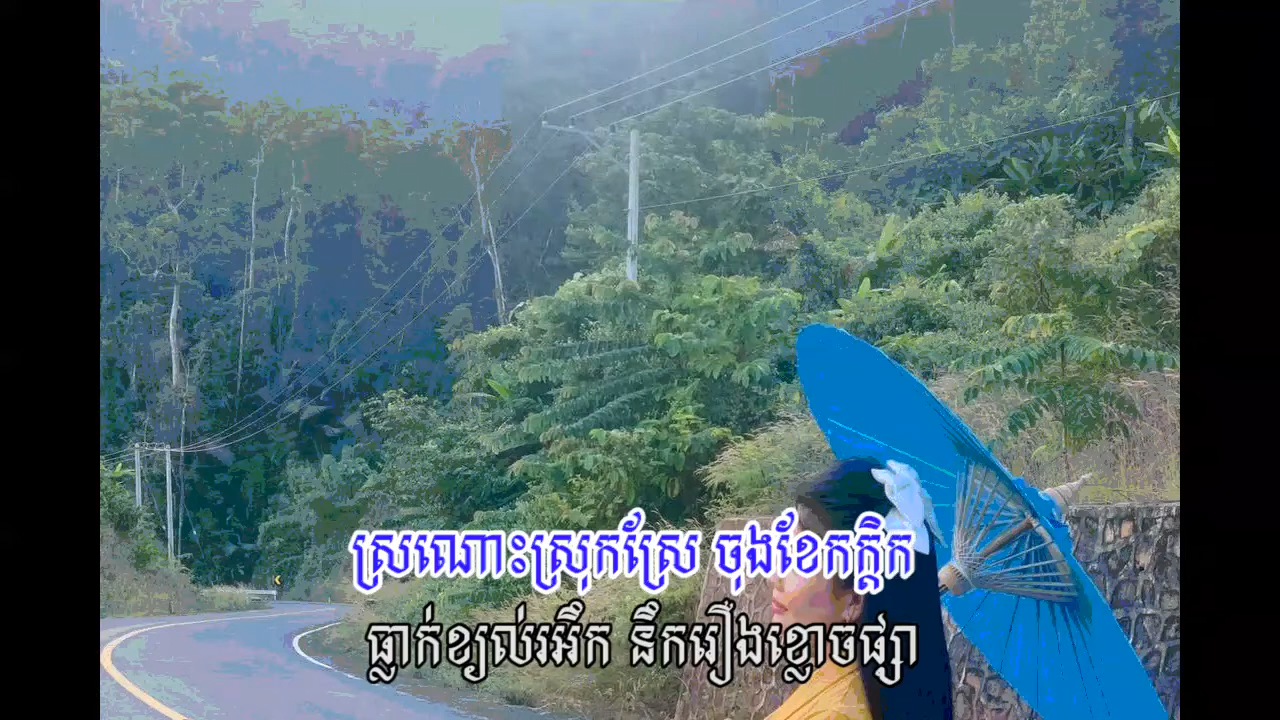 ស្រណោះស្រុកស្រែ ចុងខែកក្ដិក
ធ្លាក់ខ្យល់រអឹក នឹករឿងខ្លោចផ្សា